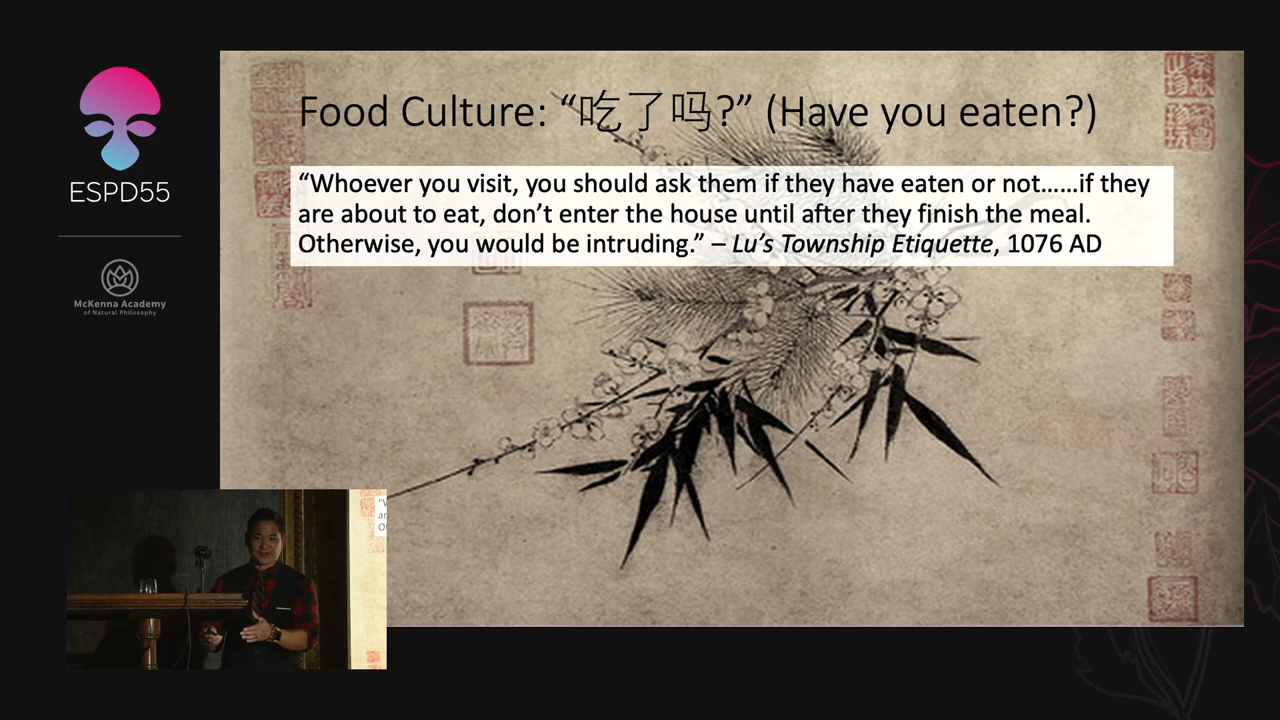 Food Culture: “吃了吗?” (Have you eaten?)
“Whoever you visit, you should ask them if they have eaten or not……if they
are about to eat, don’t enter the house until after they finish the meal.
Otherwise, you would be intruding.” – Lu’s Township Etiquette, 1076 AD
ESPD55
McKenna Academy
of Natural Philosophy